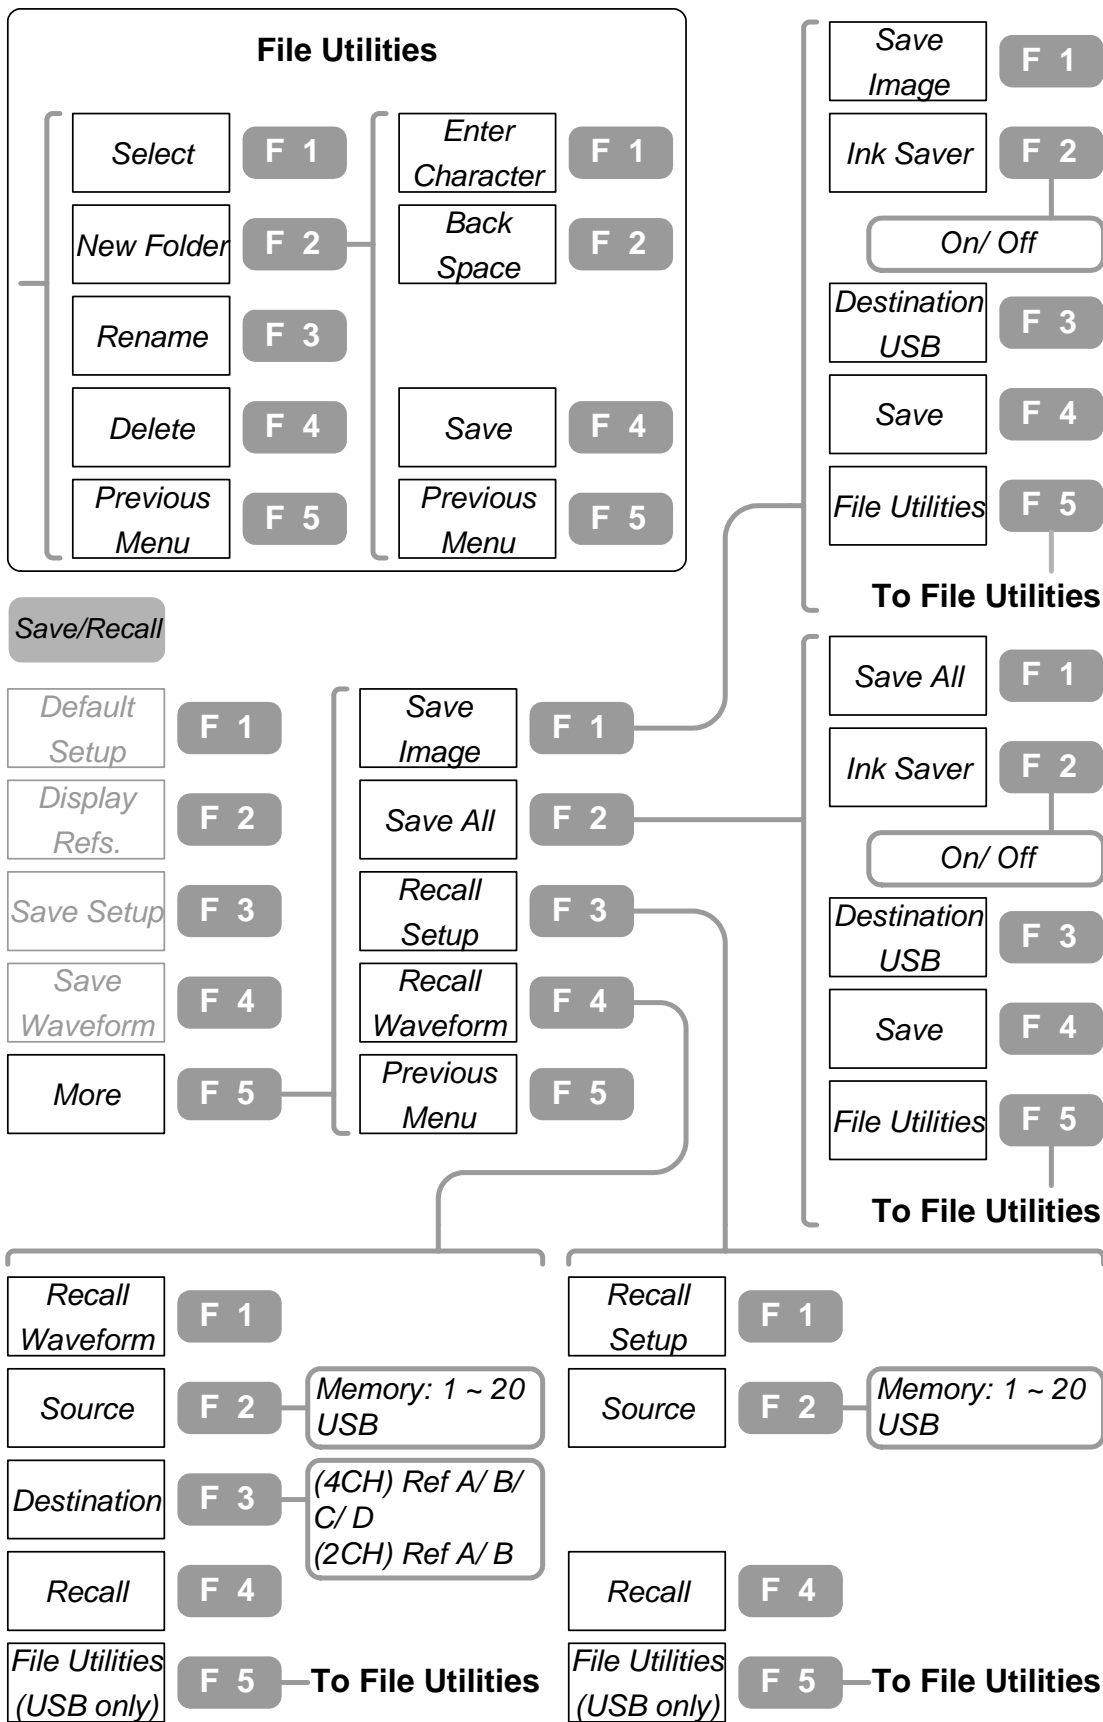 File Utilities
Select
F 1
New Folder
F 2
Rename
F 3
Delete
F 4
Previous
Menu
F 5
Enter
Character
F 1
Back
Space
F 2
Save
F 4
Previous
Menu
F 5
Save
Image
F 1
Ink Saver
F 2
On/ Off
Destination
USB
F 3
Save
F 4
File Utilities
F 5
To File Utilities
Save/Recall
Default
Setup
F 1
Display
Refs.
F 2
Save Setup
F 3
Save
Waveform
F 4
More
F 5
Save
Image
F 1
Save All
F 2
Recall
Setup
F 3
Recall
Waveform
F 4
Previous
Menu
F 5
Save All
F 1
Ink Saver
F 2
On/ Off
Destination
USB
F 3
Save
F 4
File Utilities
F 5
To File Utilities
Recall
Waveform
F 1
Source
F 2
Memory: 1 ~ 20
USB
Destination
F 3
(4CH) Ref A/ B/
C/ D
(2CH) Ref A/ B
Recall
F 4
File Utilities
(USB only)
F 5
To File Utilities
Recall
Setup
F 1
Source
F 2
Memory: 1 ~ 20
USB
Recall
F 4
File Utilities
(USB only)
F 5
To File Utilities